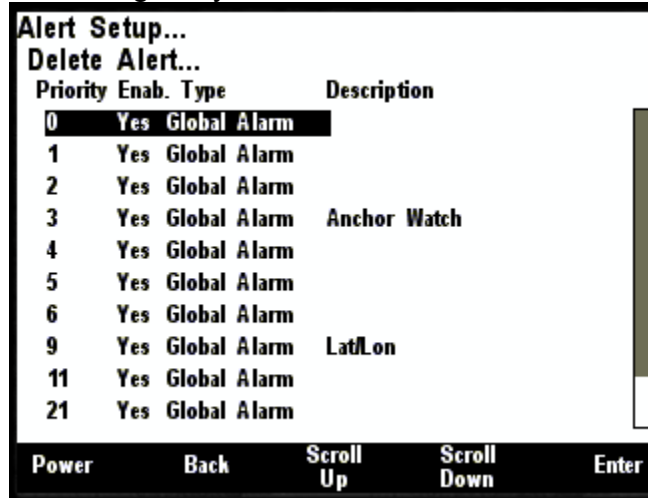 Alert Setup...
Delete Alert...
Priority Enab. Type Description
0 Yes Global Alarm
1 Yes Global Alarm
2 Yes Global Alarm
3 Yes Global Alarm Anchor Watch
4 Yes Global Alarm
5 Yes Global Alarm
6 Yes Global Alarm
9 Yes Global Alarm Lat/Lon
11 Yes Global Alarm
21 Yes Global Alarm
Power Back Scroll Up Scroll Down Enter